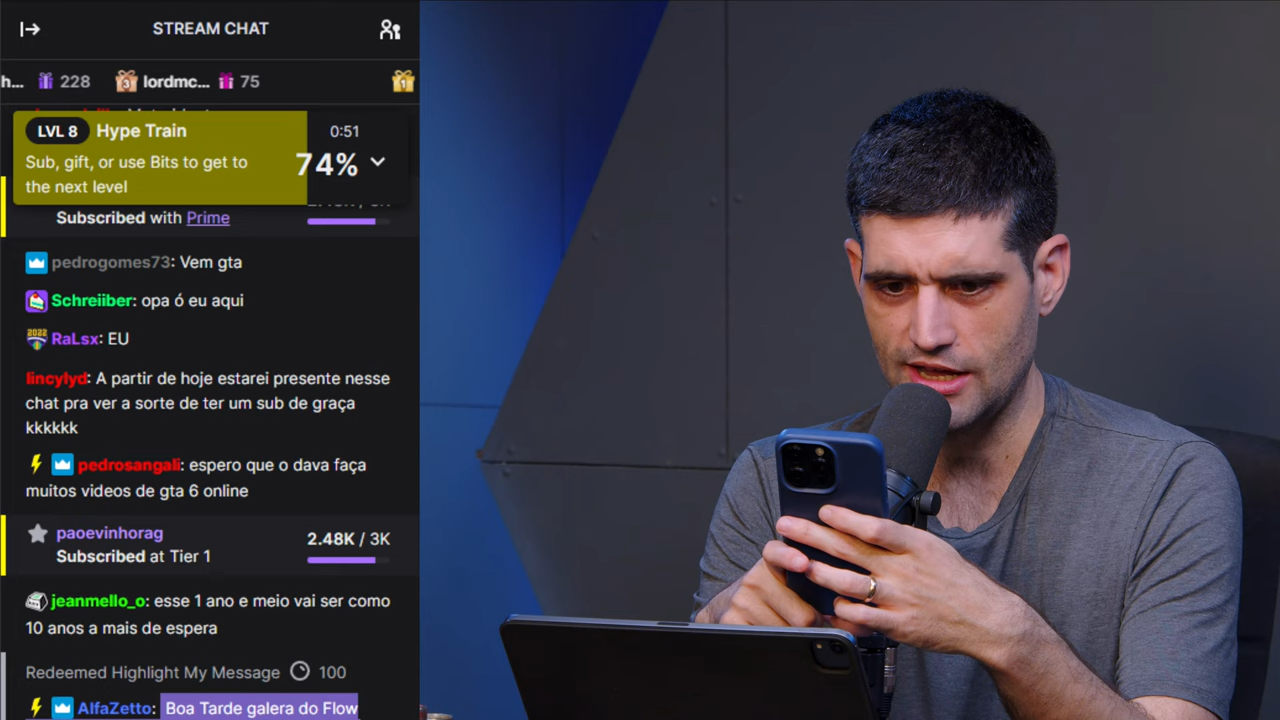 STREAM CHAT
h... 228 lordmc... 75
LVL 8 Hype Train 0:51
Sub, gift, or use Bits to get to
the next level
74%
Subscribed with Prime
pedrogomes73: Vem gta
Schreiiber: opa ó eu aqui
RaLsx: EU
lincylyd: A partir de hoje estarei presente nesse
chat pra ver a sorte de ter um sub de graça
kkkkkk
pedrosangali: espero que o dava faça
muitos videos de gta 6 online
paoevinhorag
Subscribed at Tier 1
2.48K / 3K
jeanmello_o: esse 1 ano e meio vai ser como
10 anos a mais de espera
Redeemed Highlight My Message 100
AlfaZetto: Boa Tarde galera do Flow